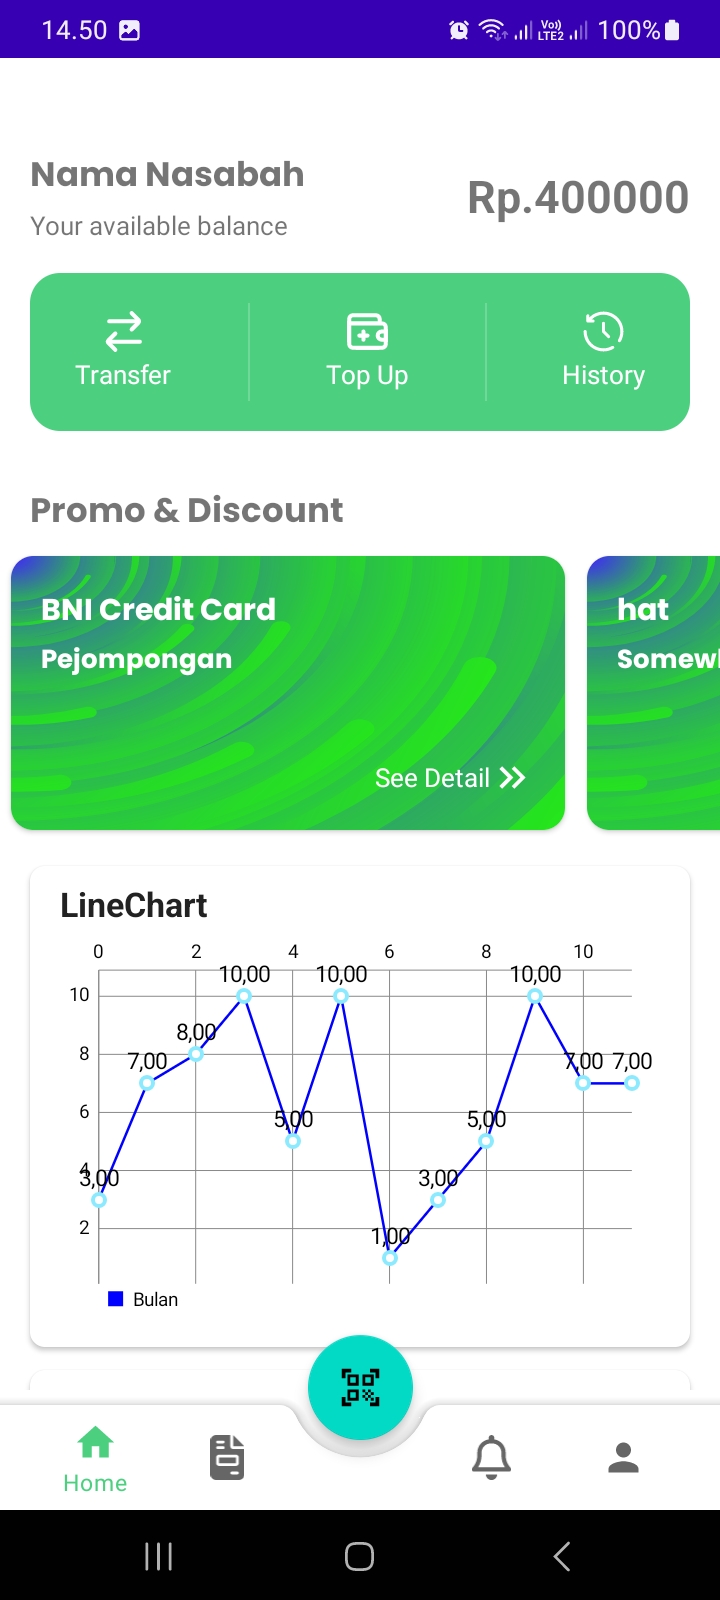 14.50
Vo))
LTE2
100%
Nama Nasabah
Rp.400000
Your available balance
Transfer
Top Up
History
Promo & Discount
BNI Credit Card
Pejompongan
See Detail
hat
LineChart
0 2 4 6 8 10
10
8
6
4
2
3,00
7,00
8,00
10,00
5,00
10,00
1,00
3,00
5,00
10,00
7,00
7,00
Bulan
Home